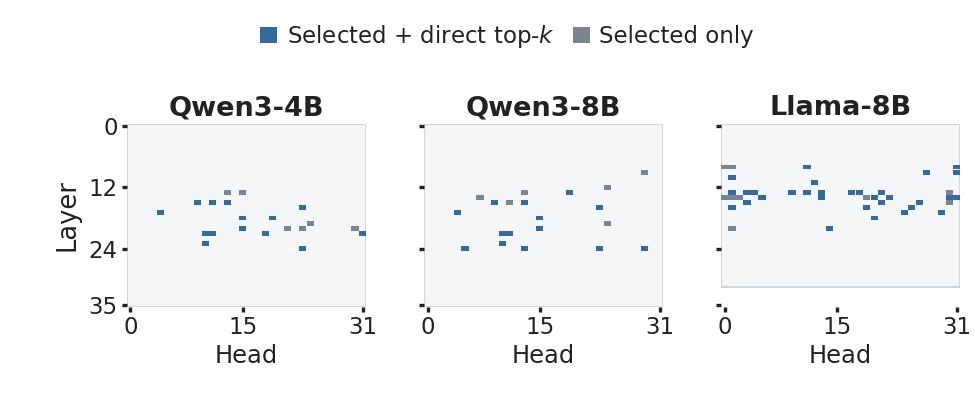 Selected + direct top-k Selected only
Qwen3-4B Qwen3-8B Llama-8B
0
12
24
35
Layer
0 15 31 0 15 31 0 15 31
Head Head Head